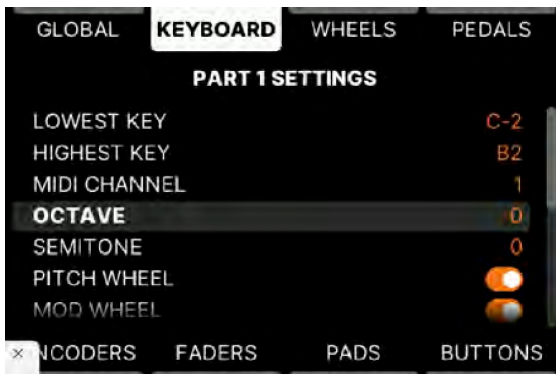 GLOBAL KEYBOARD WHEELS PEDALS
PART 1 SETTINGS
LOWEST KEY C-2
HIGHEST KEY B2
MIDI CHANNEL 1
OCTAVE 0
SEMITONE 0
PITCH WHEEL
MOD WHEEL
× NCODERS FADERS PADS BUTTONS